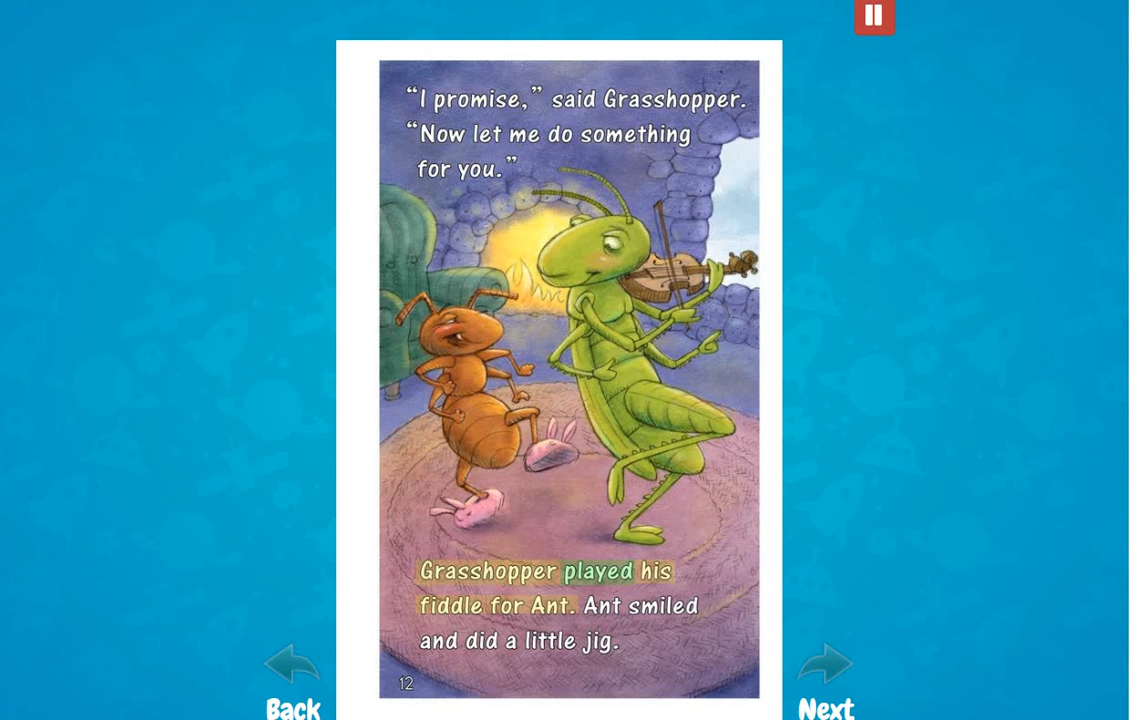 “I promise,” said Grasshopper.
“Now let me do something
for you.”
Grasshopper played his
fiddle for Ant. Ant smiled
and did a little jig.
12
Back
Next